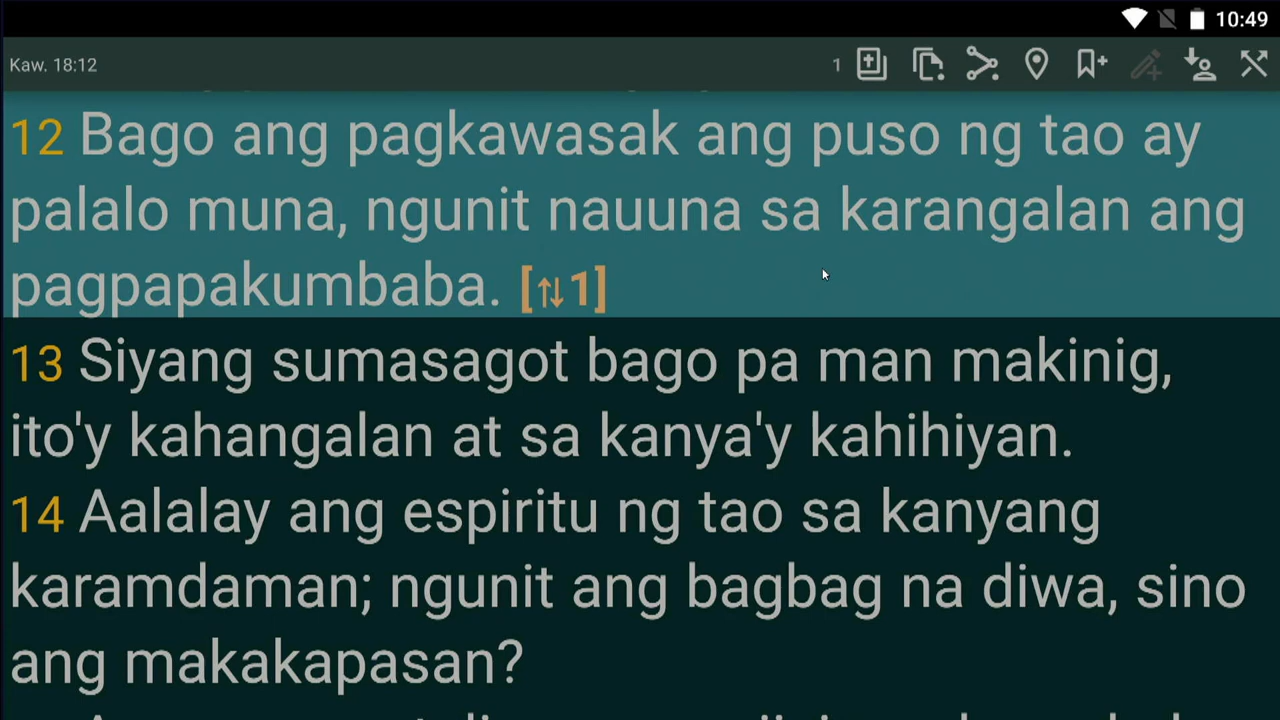 10:49
Kaw. 18:12
1
12 Bago ang pagkawasak ang puso ng tao ay
palalo muna, ngunit nauuna sa karangalan ang
pagpapakumbaba. [⇅1]
13 Siyang sumasagot bago pa man makinig,
ito'y kahangalan at sa kanya'y kahihiyan.
14 Aalalay ang espiritu ng tao sa kanyang
karamdaman; ngunit ang bagbag na diwa, sino
ang makakapasan?